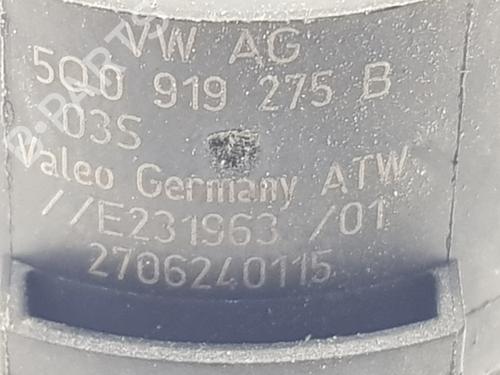 VW AG
5Q0 919 275 B
03S
Valeo Germany ATW
//E231963 /01
2706240115